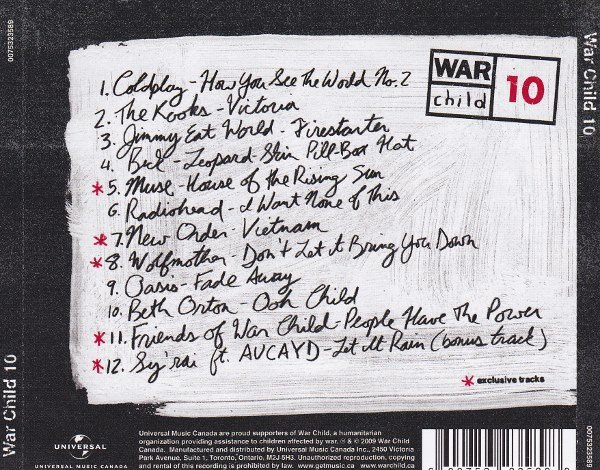 WAR
child
10
1. Coldplay - How You See The World No. 2
2. The Kooks - Victoria
3. Jimmy Eat World - Firestarter
4. Beck - Leopard-Skin Pill-Box Hat
* 5. Muse - House of the Rising Sun
6. Radiohead - I Want None of This
* 7. New Order - Vietnam
* 8. Wolfmother - Don't Let it Bring You Down
9. Oasis - Fade Away
10. Beth Orton - Ooh Child
* 11. Friends of War Child - People Have The Power
* 12. Sy'rai ft. AUCAYD - Let It Rain (bonus track)
* exclusive tracks
UNIVERSAL
UNIVERSAL MUSIC CANADA
Universal Music Canada are proud supporters of War Child, a humanitarian
organization providing assistance to children affected by war. ℗ & © 2009 War Child
Canada. Manufactured and distributed by Universal Music Canada Inc., 2450 Victoria
Park Avenue, Suite 1, Toronto, Ontario. M2J-5H3. Unauthorized reproduction, copying
and rental of this recording is prohibited by law. www.getmusic.ca www.warchild.ca
War Child 10
0075323589
War Child 10
0075323589